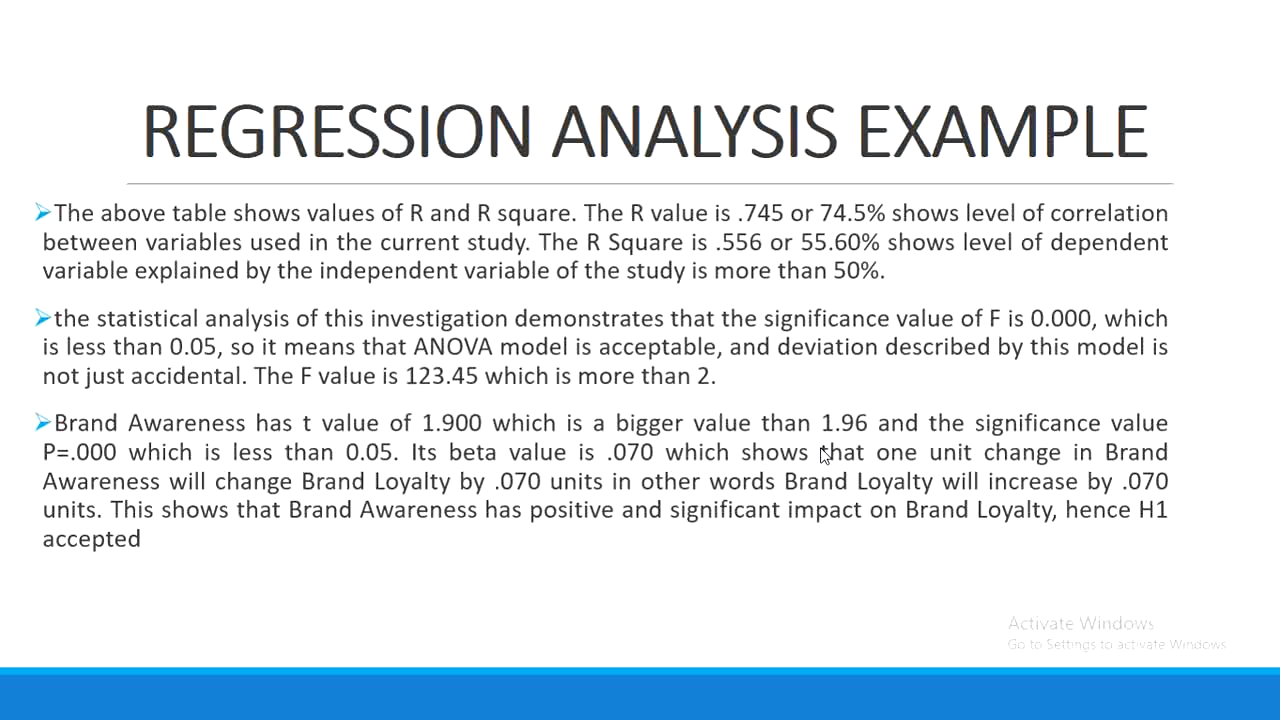 REGRESSION ANALYSIS EXAMPLE
➢The above table shows values of R and R square. The R value is .745 or 74.5% shows level of correlation
between variables used in the current study. The R Square is .556 or 55.60% shows level of dependent
variable explained by the independent variable of the study is more than 50%.
➢the statistical analysis of this investigation demonstrates that the significance value of F is 0.000, which
is less than 0.05, so it means that ANOVA model is acceptable, and deviation described by this model is
not just accidental. The F value is 123.45 which is more than 2.
➢Brand Awareness has t value of 1.900 which is a bigger value than 1.96 and the significance value
P=.000 which is less than 0.05. Its beta value is .070 which shows that one unit change in Brand
Awareness will change Brand Loyalty by .070 units in other words Brand Loyalty will increase by .070
units. This shows that Brand Awareness has positive and significant impact on Brand Loyalty, hence H1
accepted
Activate Windows
Go to Settings to activate Windows